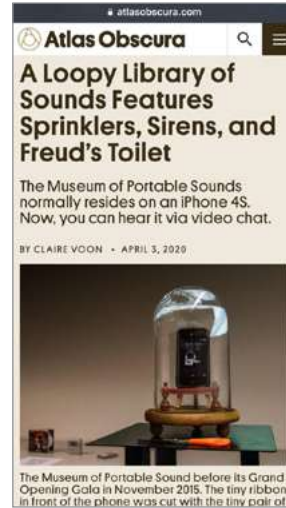 atlasobscura.com
Atlas Obscura
A Loopy Library of
Sounds Features
Sprinklers, Sirens, and
Freud's Toilet
The Museum of Portable Sounds
normally resides on an iPhone 4S.
Now, you can hear it via video chat.
BY CLAIRE VOON • APRIL 3, 2020
The Museum of Portable Sound before its Grand
Opening Gala in November 2015. The tiny ribbon
in front of the phone was cut with the tiny pair of